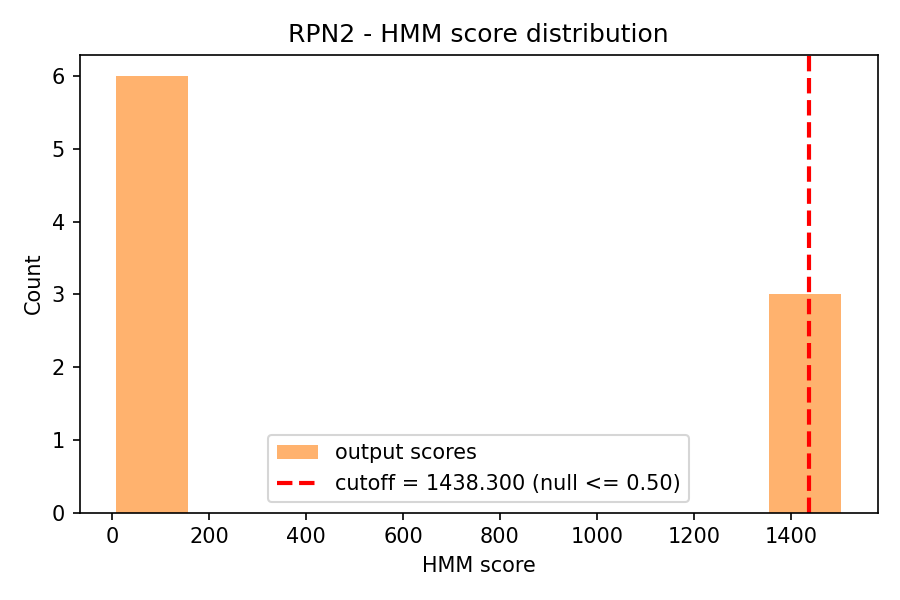 RPN2 - HMM score distribution
Count
6
5
4
3
2
1
0
output scores
cutoff = 1438.300 (null <= 0.50)
0 200 400 600 800 1000 1200 1400
HMM score